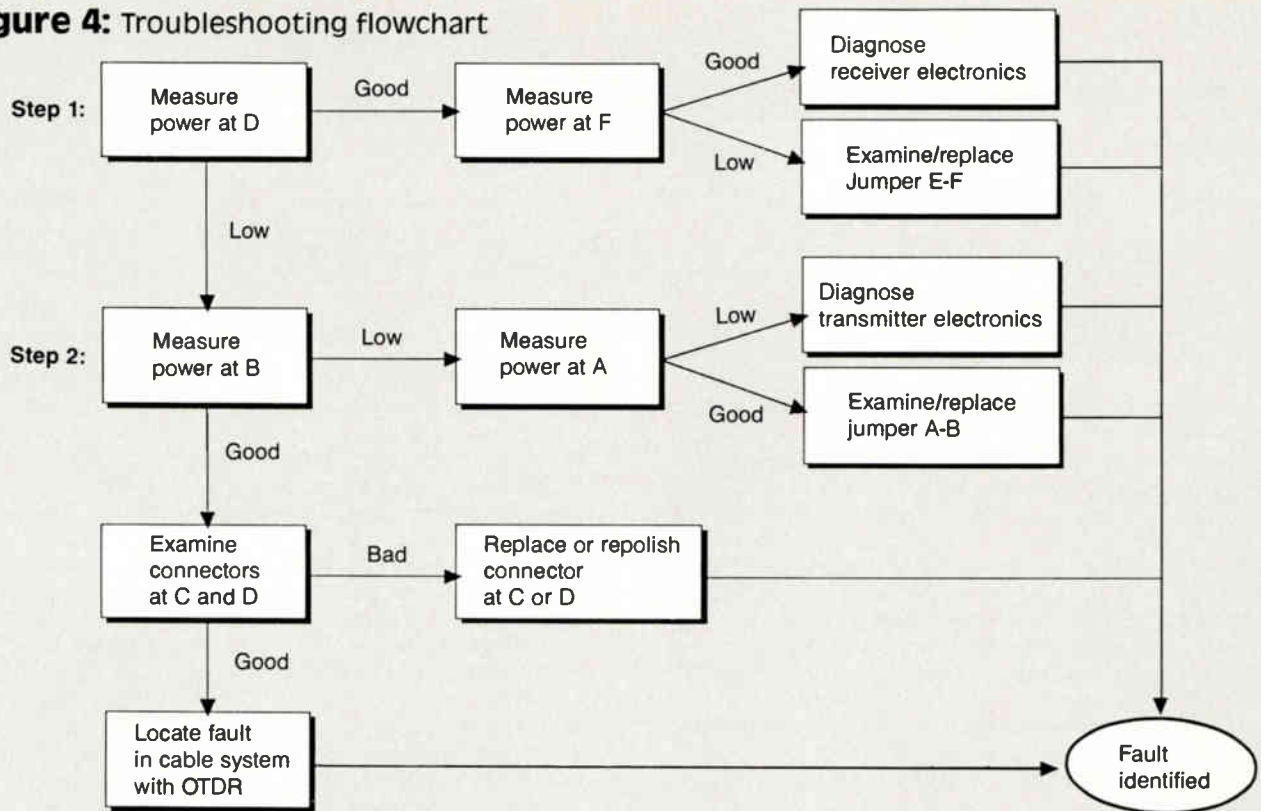 gure 4: Troubleshooting flowchart
Step 1:
Measure
power at D
Good
Measure
power at F
Good
Diagnose
receiver electronics
Low
Examine/replace
Jumper E-F
Low
Step 2:
Measure
power at B
Low
Measure
power at A
Low
Diagnose
transmitter electronics
Good
Examine/replace
jumper A-B
Good
Examine
connectors
at C and D
Bad
Replace or repolish
connector
at C or D
Good
Locate fault
in cable system
with OTDR
Fault
identified